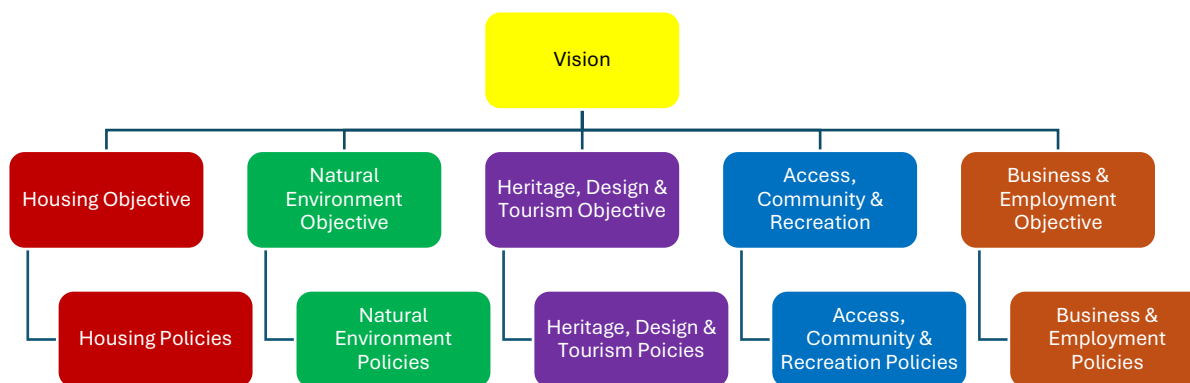 Vision
Housing Objective
Natural
Environment
Objective
Heritage, Design &
Tourism Objective
Access,
Community &
Recreation
Business &
Employment
Objective
Housing Policies
Natural
Environment
Policies
Heritage, Design &
Tourism Poicies
Access,
Community &
Recreation Policies
Business &
Employment
Policies